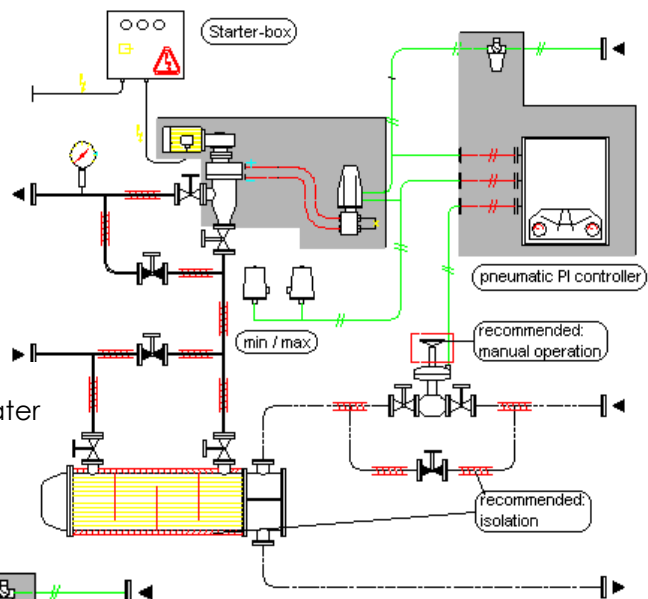 Starter-box
pneumatic PI controller
min / max
recommended:
manual operation
ater
recommended:
isolation